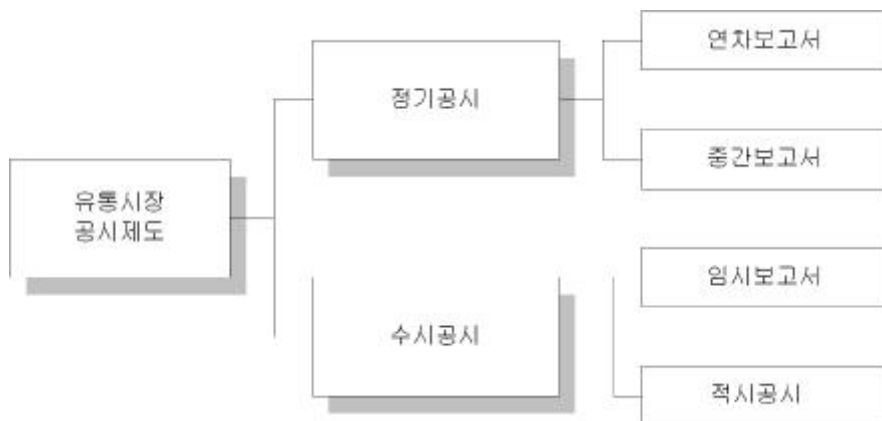 유통시장
공시제도
정기공시
연차보고서
중간보고서
수시공시
임시보고서
적시공시